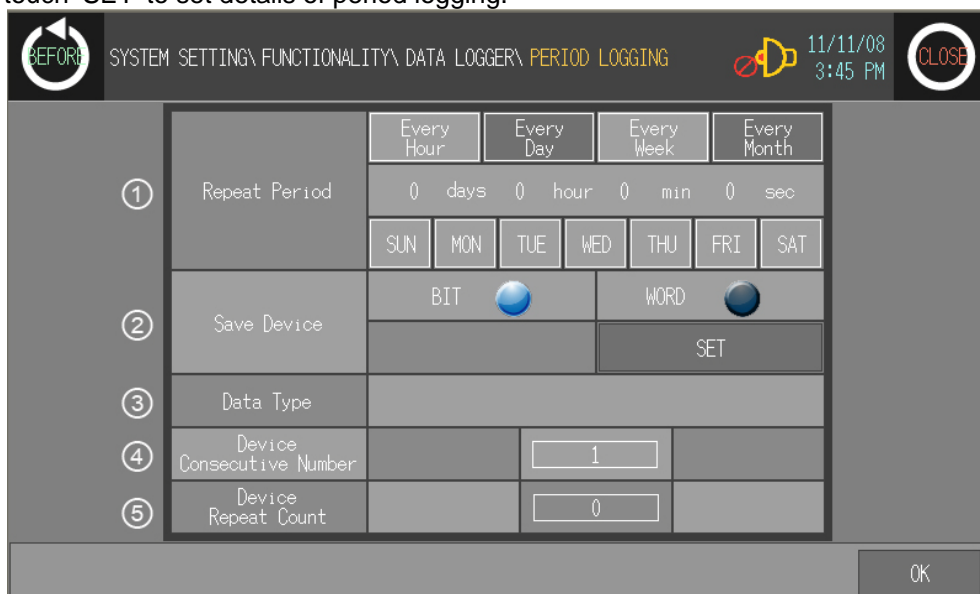 touch 'SET' to set details of period logging.
BEFORE SYSTEM SETTING\ FUNCTIONALITY\ DATA LOGGER\ PERIOD LOGGING 11/11/08 CLOSE
3:45 PM
Every Hour Every Day Every Week Every Month
① Repeat Period 0 days 0 hour 0 min 0 sec
SUN MON TUE WED THU FRI SAT
② Save Device BIT WORD
SET
③ Data Type
④ Device Consecutive Number 1
⑤ Device Repeat Count 0
OK